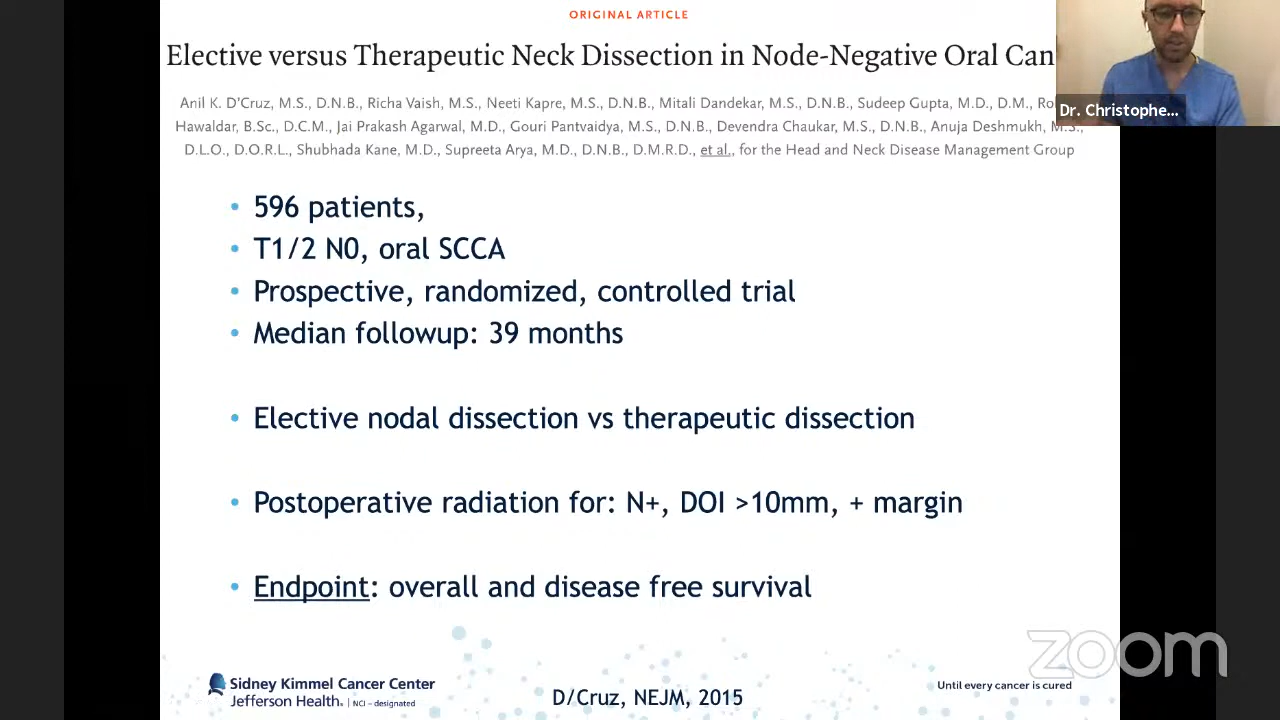 ORIGINAL ARTICLE
Elective versus Therapeutic Neck Dissection in Node-Negative Oral Can
Anil K. D'Cruz, M.S., D.N.B., Richa Vaish, M.S., Neeti Kapre, M.S., D.N.B., Mitali Dandekar, M.S., D.N.B., Sudeep Gupta, M.D., D.M., Ro
Hawaldar, B.Sc., D.C.M., Jai Prakash Agarwal, M.D., Gouri Pantvaidya, M.S., D.N.B., Devendra Chaukar, M.S., D.N.B., Anuja Deshmukh, M.S.,
D.L.O., D.O.R.L., Shubhada Kane, M.D., Supreeta Arya, M.D., D.N.B., D.M.R.D., et al., for the Head and Neck Disease Management Group
Dr. Christophe...
• 596 patients,
• T1/2 N0, oral SCCA
• Prospective, randomized, controlled trial
• Median followup: 39 months
• Elective nodal dissection vs therapeutic dissection
• Postoperative radiation for: N+, DOI >10mm, + margin
• Endpoint: overall and disease free survival
zoom
Sidney Kimmel Cancer Center
Jefferson Health. | NCI – designated
D/Cruz, NEJM, 2015
Until every cancer is cured